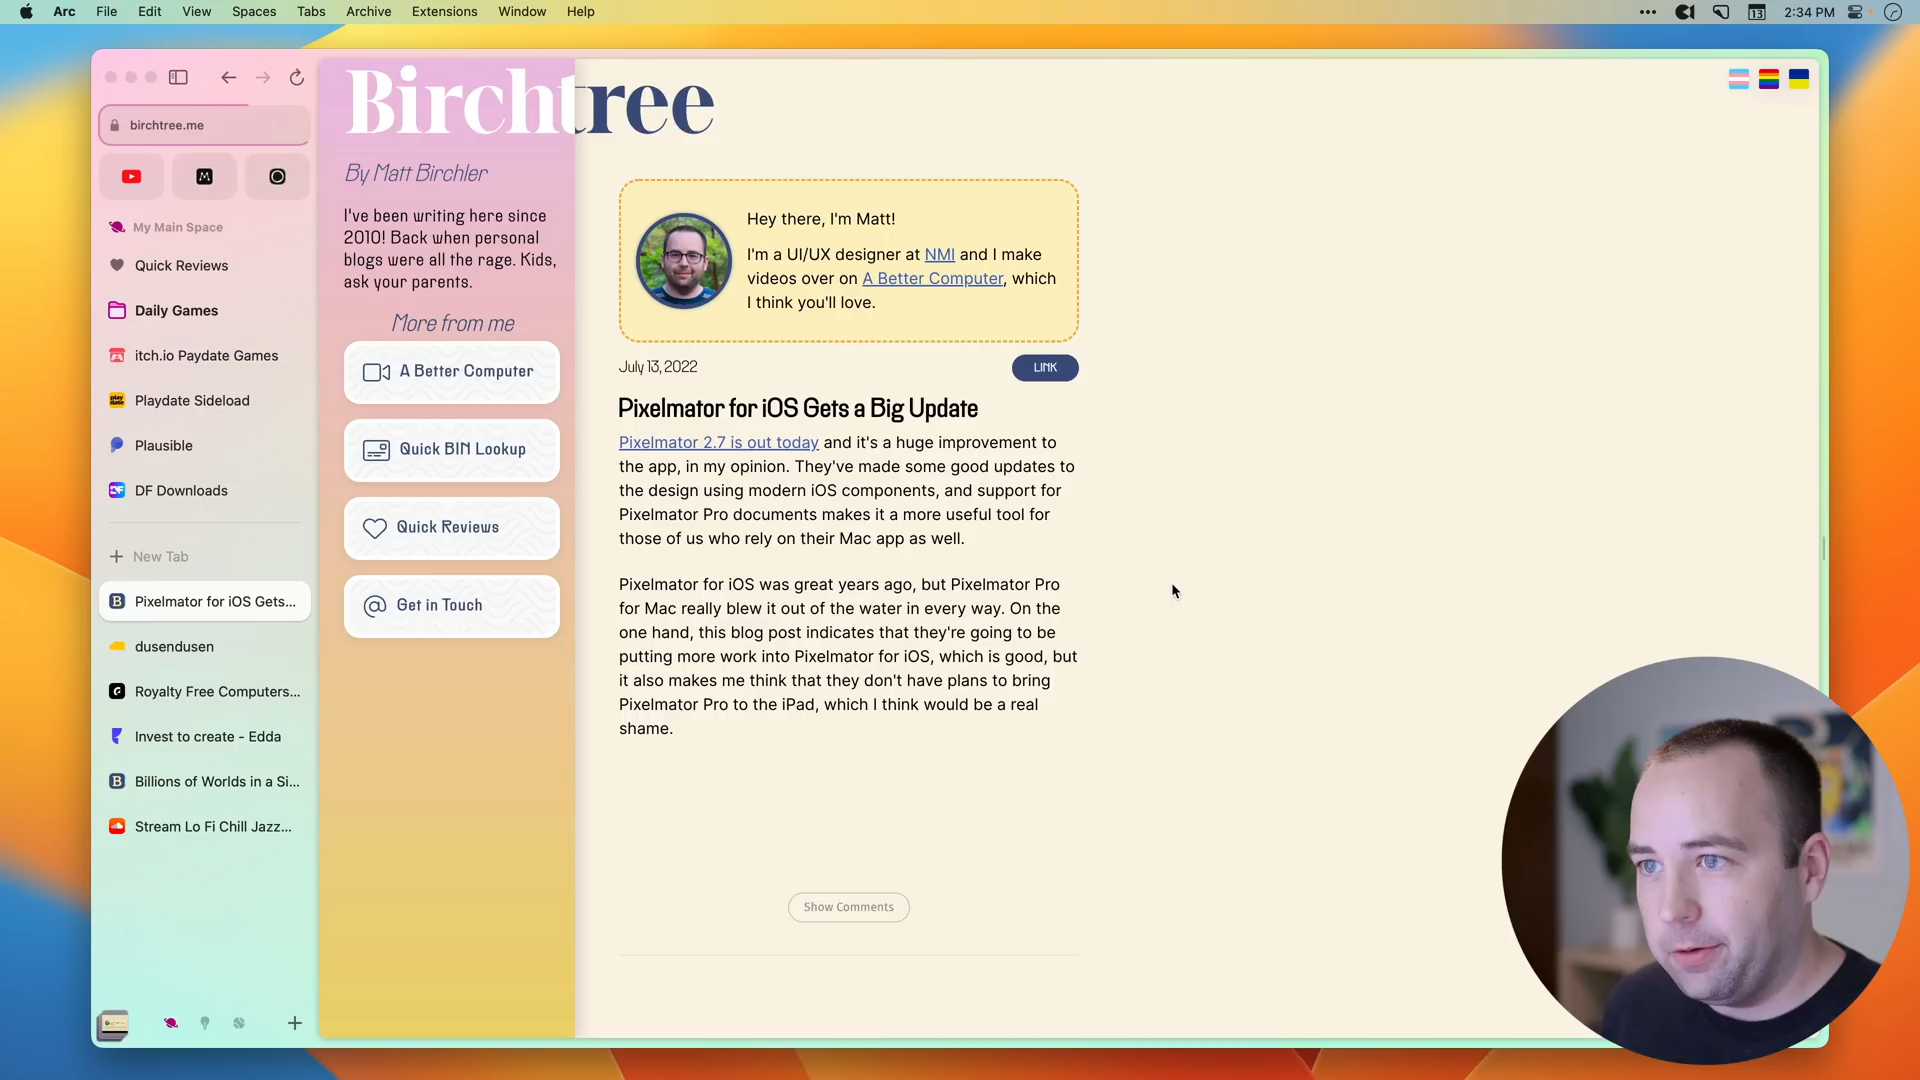 Arc File Edit View Spaces Tabs Archive Extensions Window Help
13 2:34 PM
birchtree.me
My Main Space
Quick Reviews
Daily Games
itch.io Paydate Games
Playdate Sideload
Plausible
DF Downloads
New Tab
Pixelmator for iOS Gets...
dusendusen
Royalty Free Computers...
Invest to create - Edda
Billions of Worlds in a Si...
Stream Lo Fi Chill Jazz...
Birchtree
By Matt Birchler
I've been writing here since
2010! Back when personal
blogs were all the rage. Kids,
ask your parents.
More from me
A Better Computer
Quick BIN Lookup
Quick Reviews
Get in Touch
Hey there, I'm Matt!
I'm a UI/UX designer at NMI and I make
videos over on A Better Computer, which
I think you'll love.
July 13, 2022
LINK
Pixelmator for iOS Gets a Big Update
Pixelmator 2.7 is out today and it's a huge improvement to
the app, in my opinion. They've made some good updates to
the design using modern iOS components, and support for
Pixelmator Pro documents makes it a more useful tool for
those of us who rely on their Mac app as well.
Pixelmator for iOS was great years ago, but Pixelmator Pro
for Mac really blew it out of the water in every way. On the
one hand, this blog post indicates that they're going to be
putting more work into Pixelmator for iOS, which is good, but
it also makes me think that they don't have plans to bring
Pixelmator Pro to the iPad, which I think would be a real
shame.
Show Comments